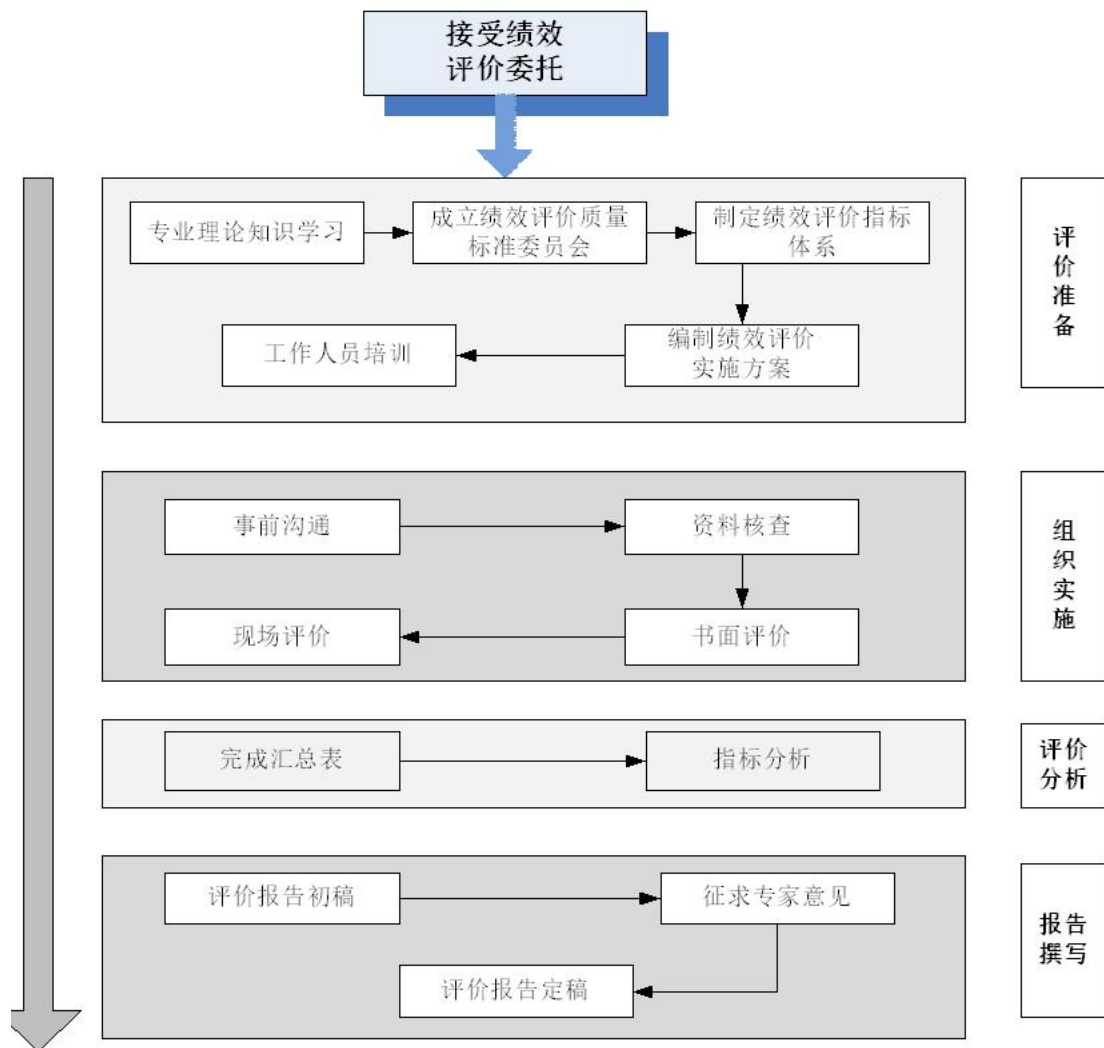 接受绩效
评价委托
专业理论知识学习
成立绩效评价质量
标准委员会
制定绩效评价指标
体系
编制绩效评价
实施方案
工作人员培训
评
价
准
备
事前沟通
资料核查
现场评价
书面评价
组
织
实
施
完成汇总表
指标分析
评价
分析
评价报告初稿
征求专家意见
评价报告定稿
报告
撰写